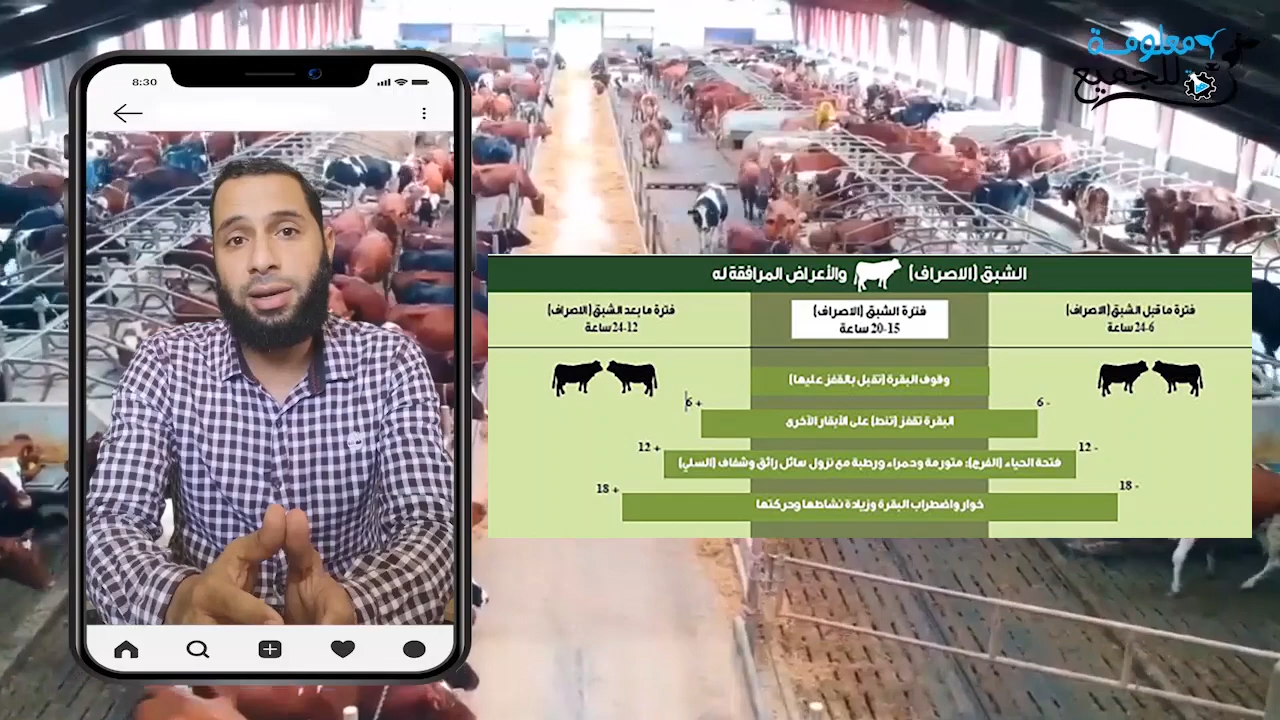 معلومة
للجميع
8:30
الشبق (الاصراف) والأعراض المرافقة له
فترة ما قبل الشبق (الاصراف)
6-24 ساعة
فترة الشبق (الاصراف)
15-20 ساعة
فترة ما بعد الشبق (الاصراف)
12-24 ساعة
وقوف البقرة (تقبل بالقفز عليها)
6 -
البقرة تقفز (تنط) على الأبقار الأخرى
6 +
12 -
فتحة الحياء (الفرج): متورمة وحمراء ورطبة مع نزول سائل رائق وشفاف (السلي)
12 +
18 -
خوار واضطراب البقرة وزيادة نشاطها وحركتها
18 +